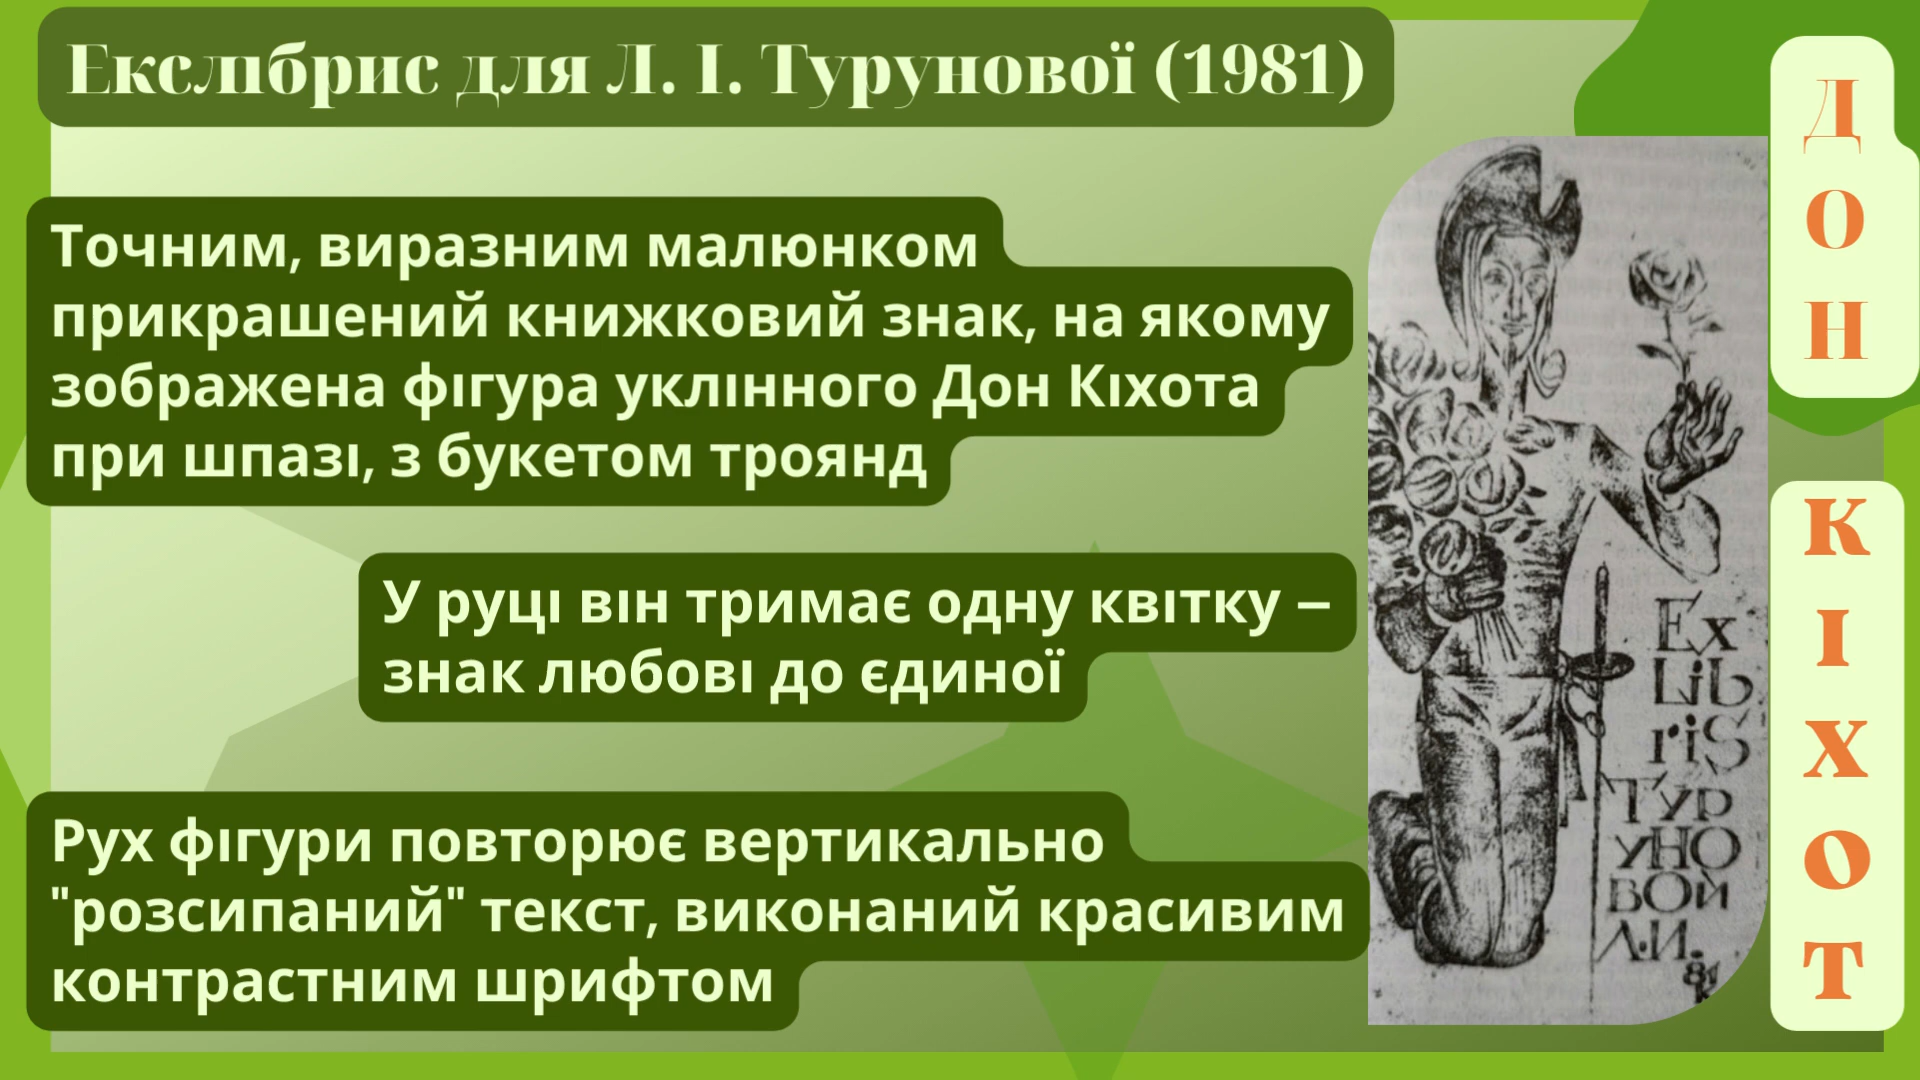 Екслібрис для Л. І. Турунової (1981)
Точним, виразним малюнком
прикрашений книжковий знак, на якому
зображена фігура уклінного Дон Кіхота
при шпазі, з букетом троянд
У руці він тримає одну квітку –
знак любові до єдиної
Рух фігури повторює вертикально
"розсипаний" текст, виконаний красивим
контрастним шрифтом
Ex
Lib
riS
ТУР
УНО
ВОЙ
Л.И.
81
Д
О
Н
К
І
Х
О
Т